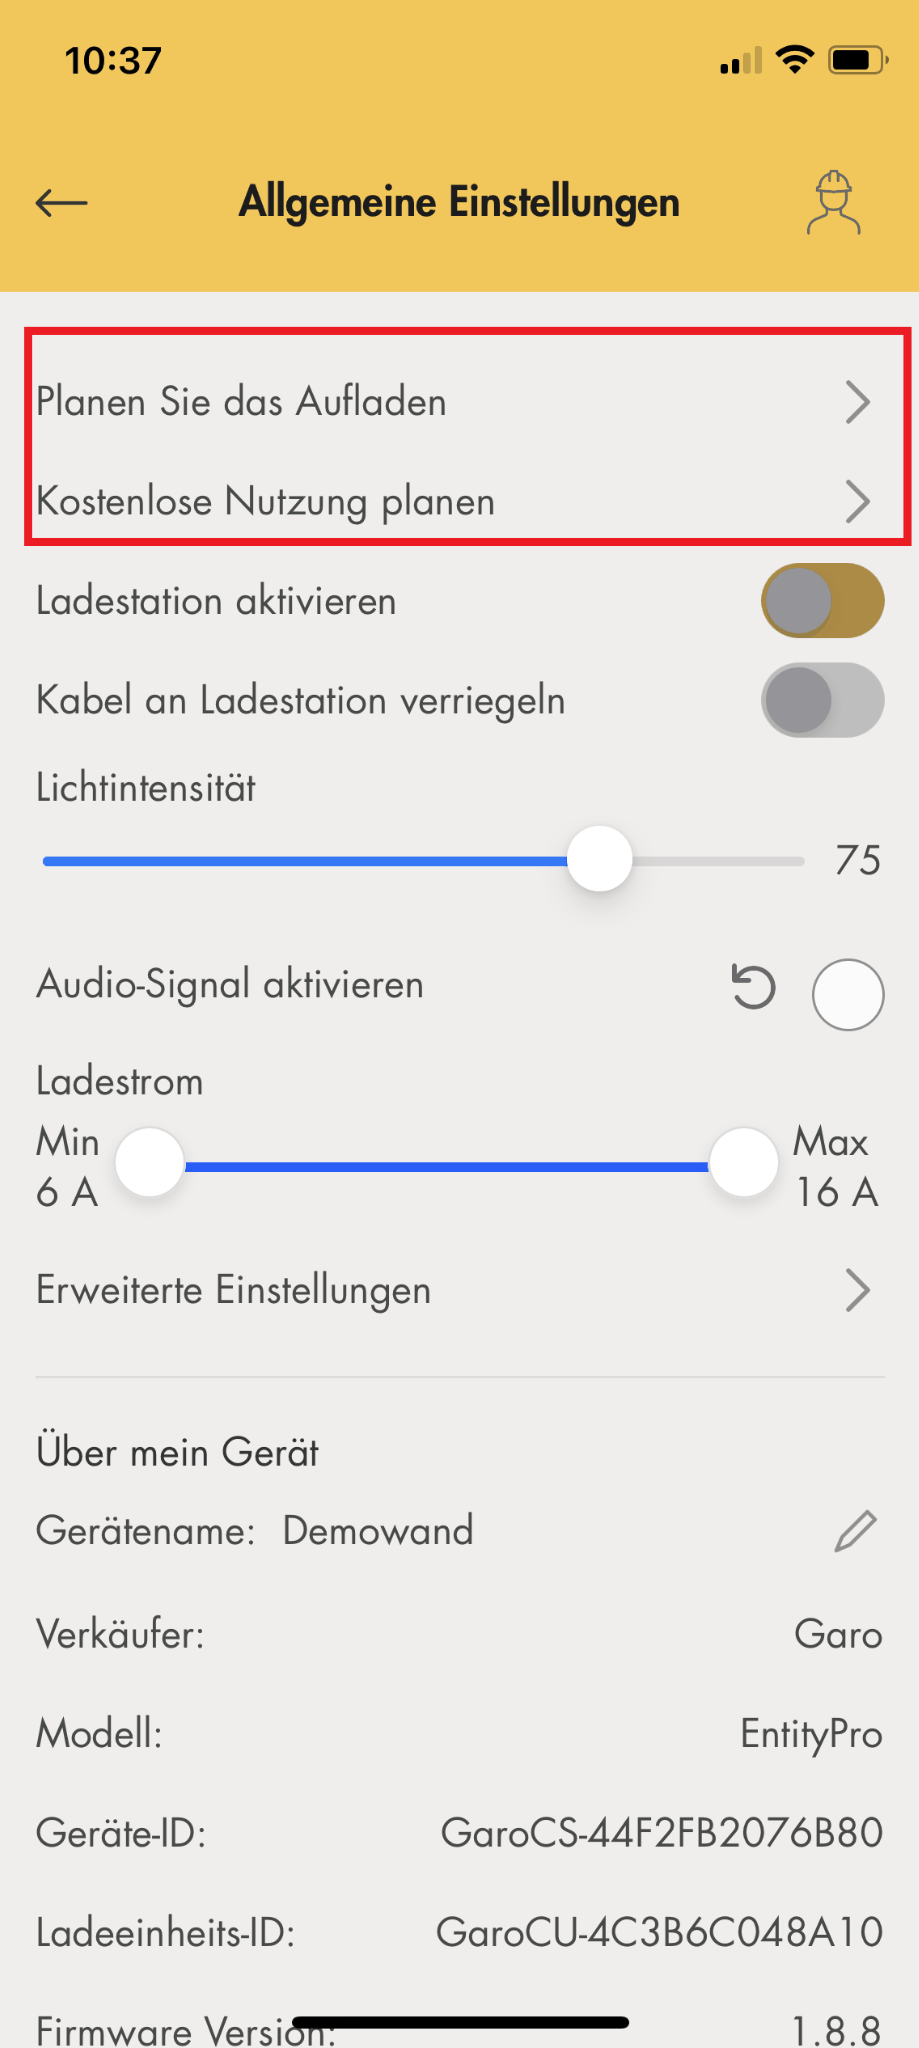 10:37
Allgemeine Einstellungen
Planen Sie das Aufladen
Kostenlose Nutzung planen
Ladestation aktivieren
Kabel an Ladestation verriegeln
Lichtintensität
75
Audio-Signal aktivieren
Ladestrom
Min Max
6 A 16 A
Erweiterte Einstellungen
Über mein Gerät
Gerätename: Demowand
Verkäufer: Garo
Modell: EntityPro
Geräte-ID: GaroCS-44F2FB2076B80
Ladeeinheits-ID: GaroCU-4C3B6C048A10
Firmware Version: 1.8.8